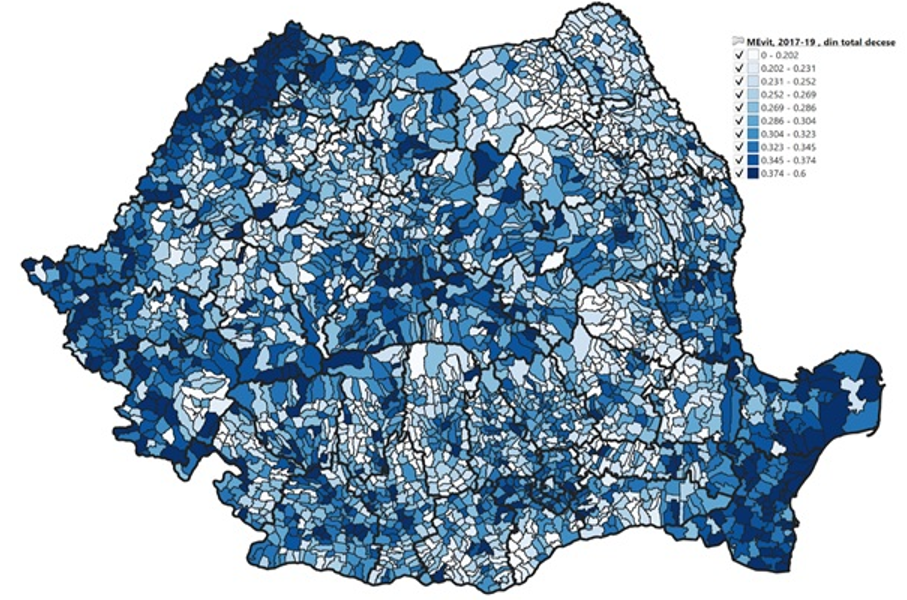 MEvit, 2017-19 , din total decese
0 - 0.202
0.202 - 0.231
0.231 - 0.252
0.252 - 0.269
0.269 - 0.286
0.286 - 0.304
0.304 - 0.323
0.323 - 0.345
0.345 - 0.374
0.374 - 0.6